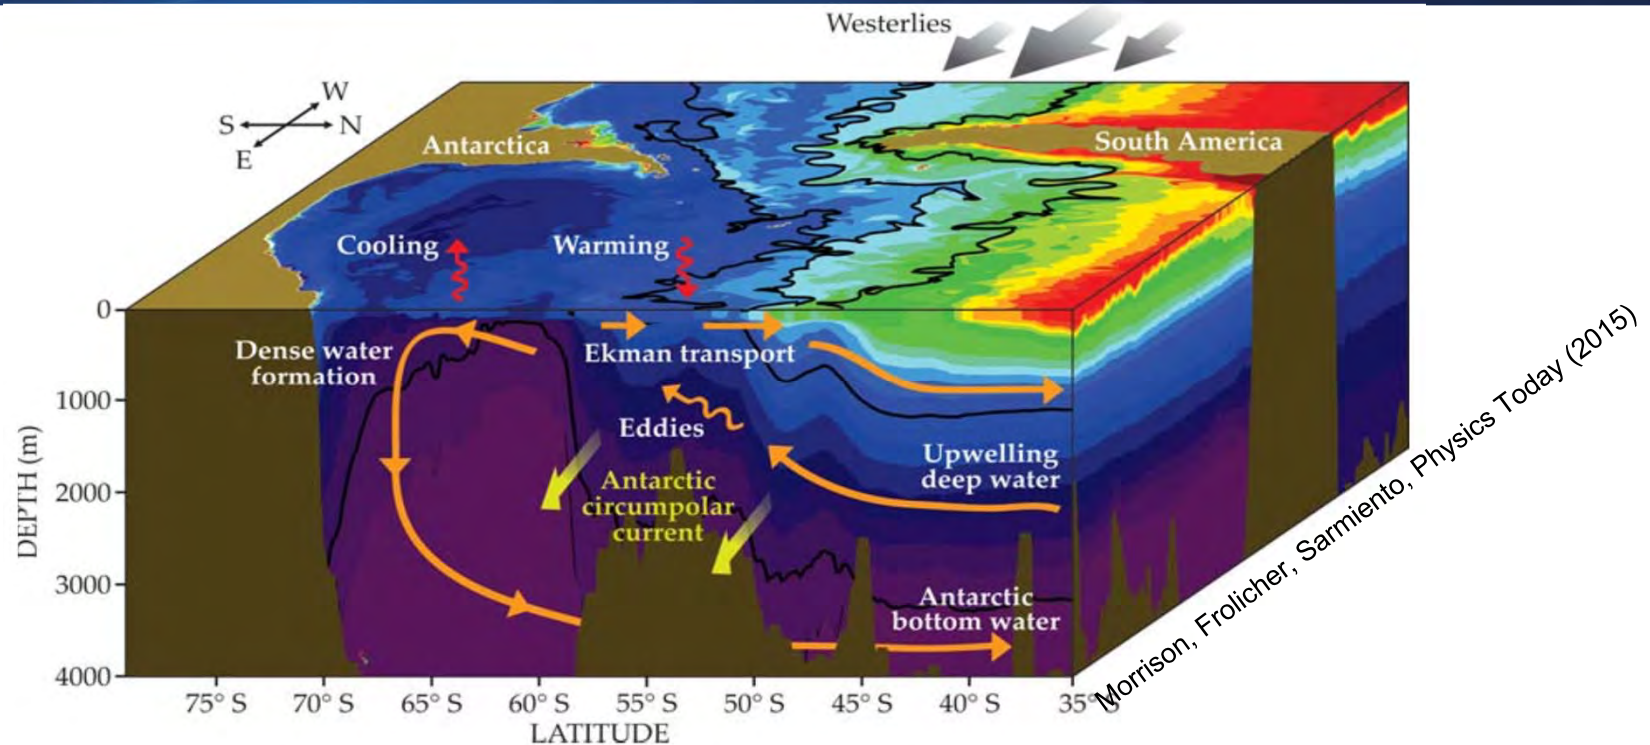 Westerlies
W
S
N
E
Antarctica
South America
Cooling
Warming
0
Dense water
formation
Ekman transport
1000
Eddies
Upwelling
deep water
2000
Antarctic
circumpolar
current
3000
Antarctic
bottom water
4000
DEPTH (m)
75° S
70° S
65° S
60° S
55° S
50° S
45° S
40° S
35° S
LATITUDE
Morrison, Frolicher, Sarmiento, Physics Today (2015)